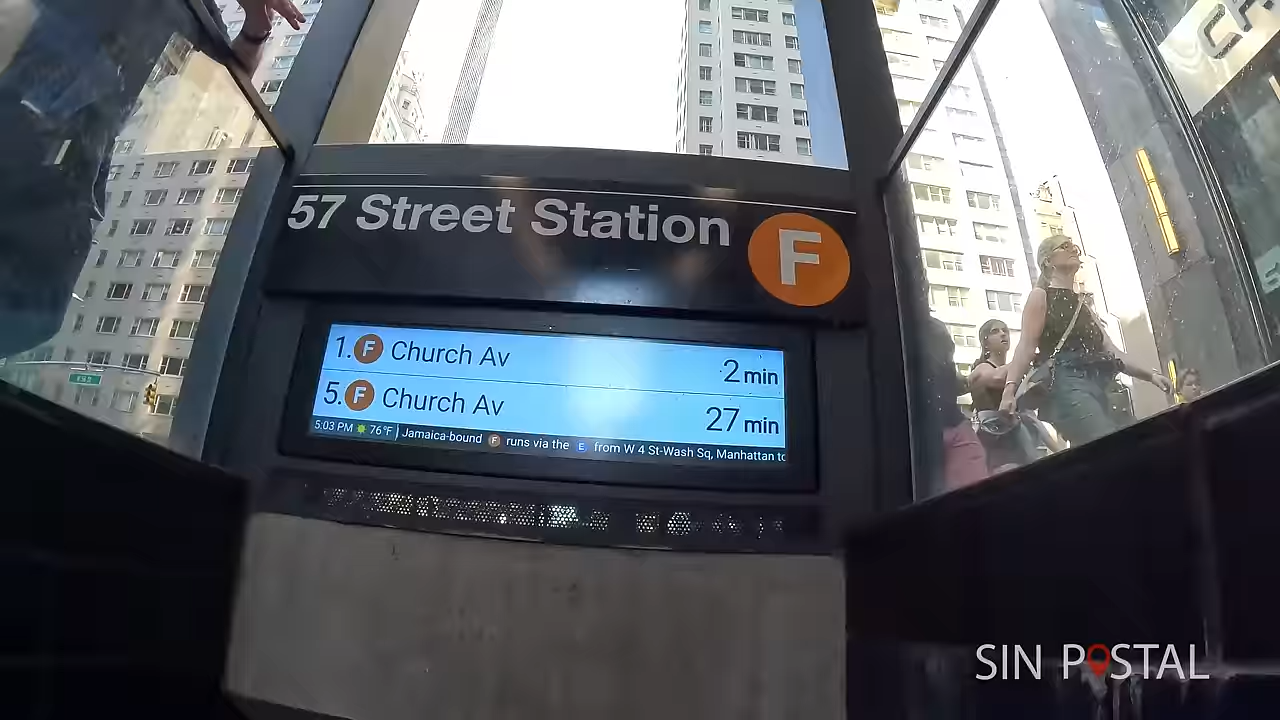 57 Street Station F
1. F Church Av 2 min
5. F Church Av 27 min
5:03 PM 76°F Jamaica-bound F runs via the E from W 4 St-Wash Sq, Manhattan to
SIN POSTAL